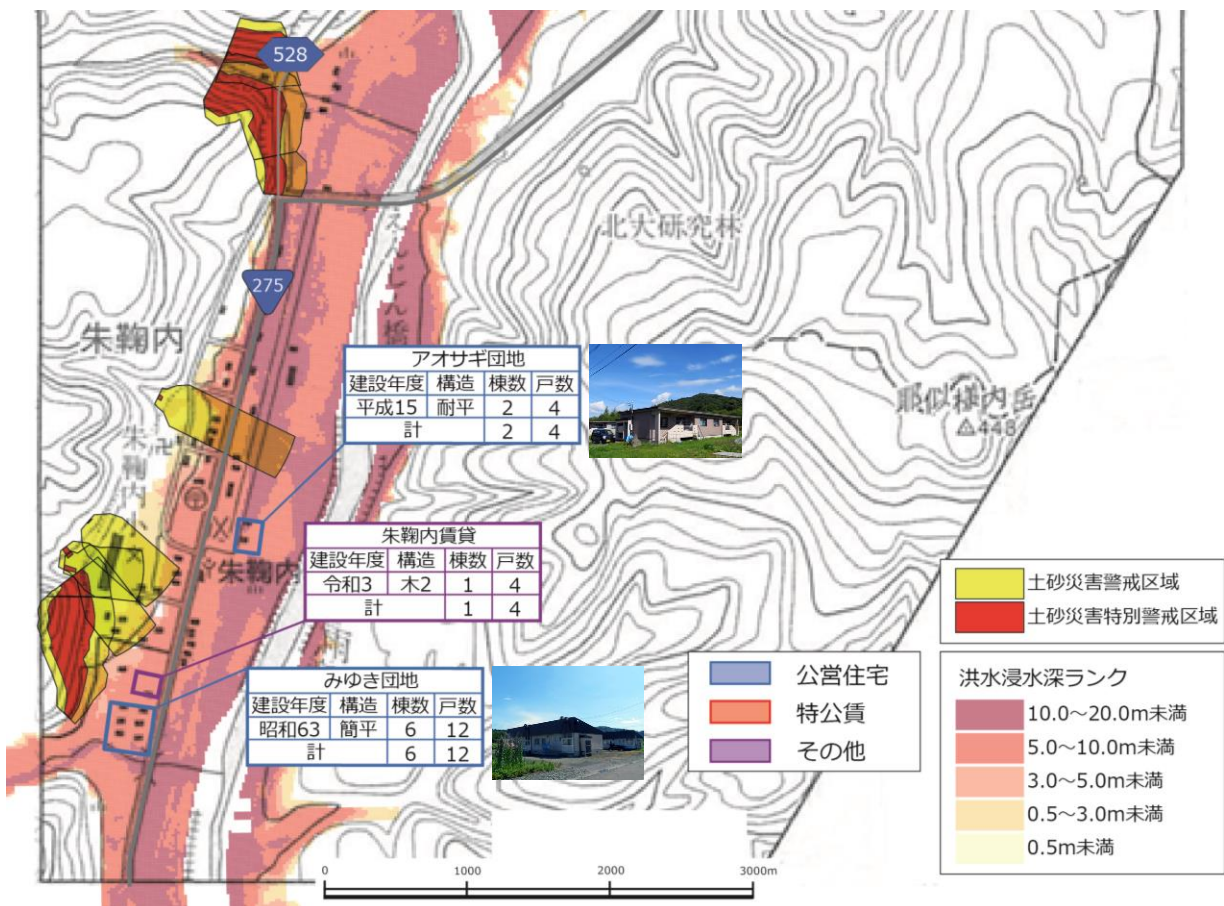 528
北大研究林
275
朱鞠内
アオサギ団地
建設年度 構造 棟数 戸数
平成15 耐平 2 4
計 2 4
耶似様内岳
△448
朱鞠内
朱鞠内賃貸
建設年度 構造 棟数 戸数
令和3 木2 1 4
計 1 4
土砂災害警戒区域
土砂災害特別警戒区域
みゆき団地
建設年度 構造 棟数 戸数
昭和63 簡平 6 12
計 6 12
公営住宅
特公賃
その他
洪水浸水深ランク
10.0～20.0m未満
5.0～10.0m未満
3.0～5.0m未満
0.5～3.0m未満
0.5m未満
0 1000 2000 3000m